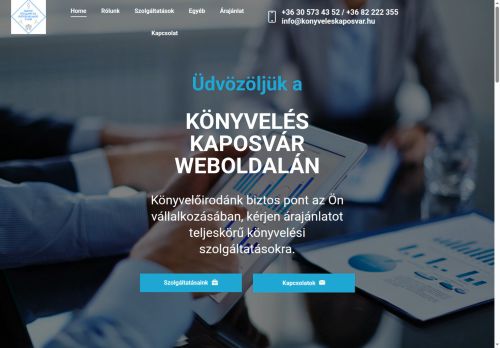 Home Rólunk Szolgáltatások Egyéb Árajánlat
Kapcsolat
+36 30 573 43 52 / +36 82 222 355
info@konyveleskaposvar.hu
Üdvözöljük a
KÖNYVELÉS
KAPOSVÁR
WEBOLDALÁN
Könyvelőirodánk biztos pont az Ön
vállalkozásában, kérjen árajánlatot
teljeskörű könyvelési
szolgáltatásokra.
Szolgáltatásaink
Kapcsolatok